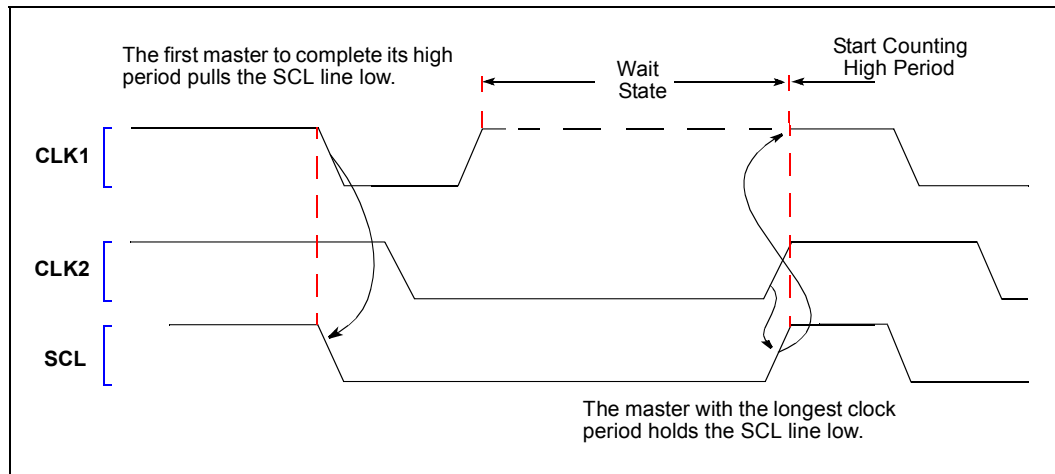 The first master to complete its high
period pulls the SCL line low.
Wait
State
Start Counting
High Period
CLK1
CLK2
SCL
The master with the longest clock
period holds the SCL line low.